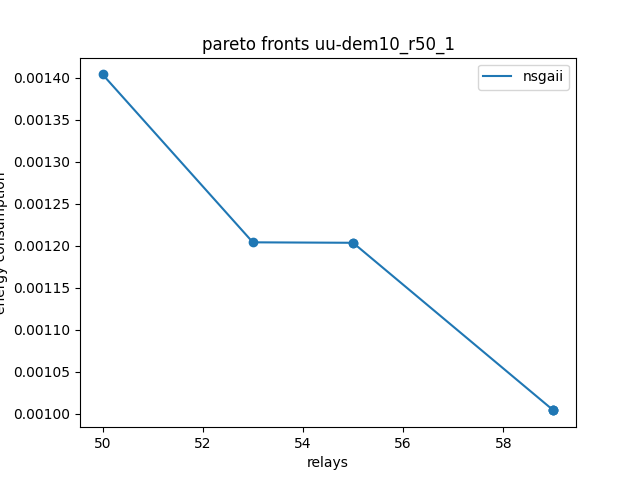 pareto fronts uu-dem10_r50_1
nsgaii
0.00140
0.00135
0.00130
0.00125
0.00120
0.00115
0.00110
0.00105
0.00100
energy consumption
50 52 54 56 58
relays